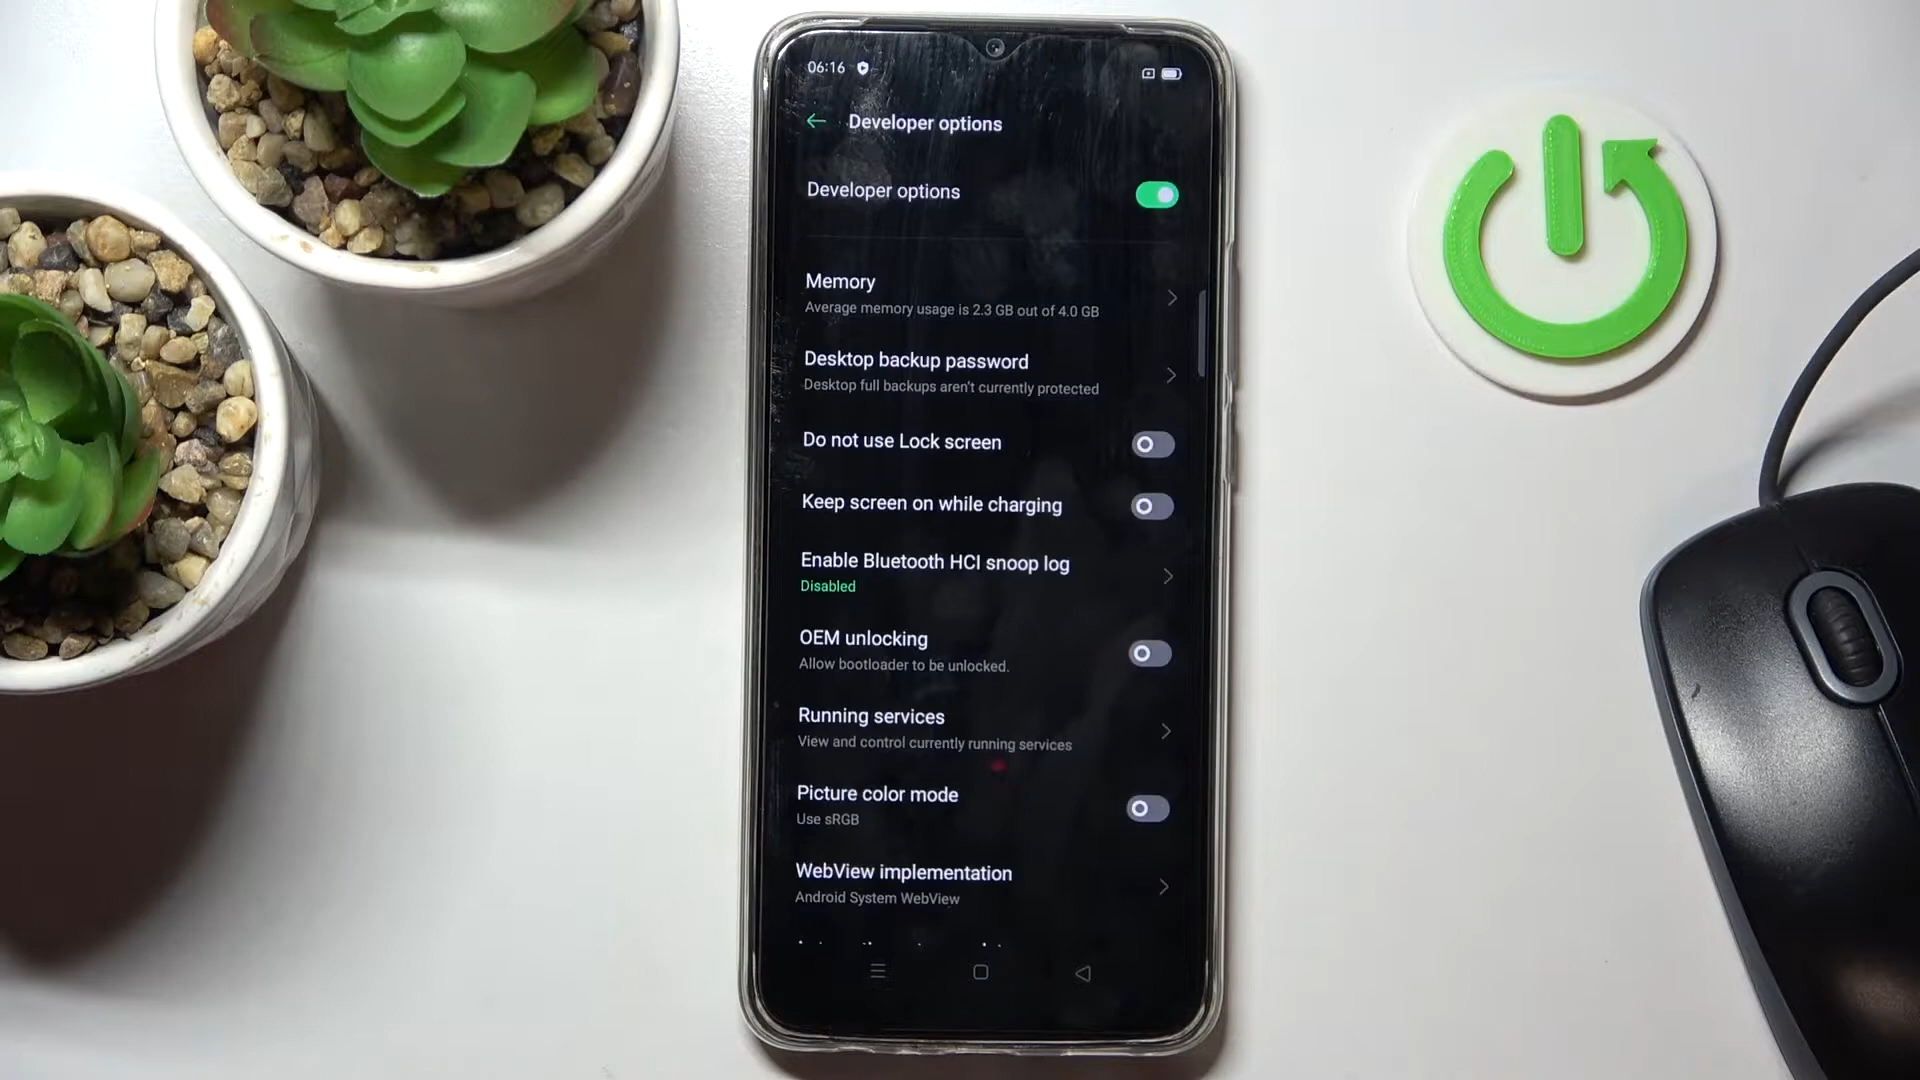 06:16
Developer options
Developer options
Memory
Average memory usage is 2.3 GB out of 4.0 GB
Desktop backup password
Desktop full backups aren't currently protected
Do not use Lock screen
Keep screen on while charging
Enable Bluetooth HCI snoop log
Disabled
OEM unlocking
Allow bootloader to be unlocked.
Running services
View and control currently running services
Picture color mode
Use sRGB
WebView implementation
Android System WebView